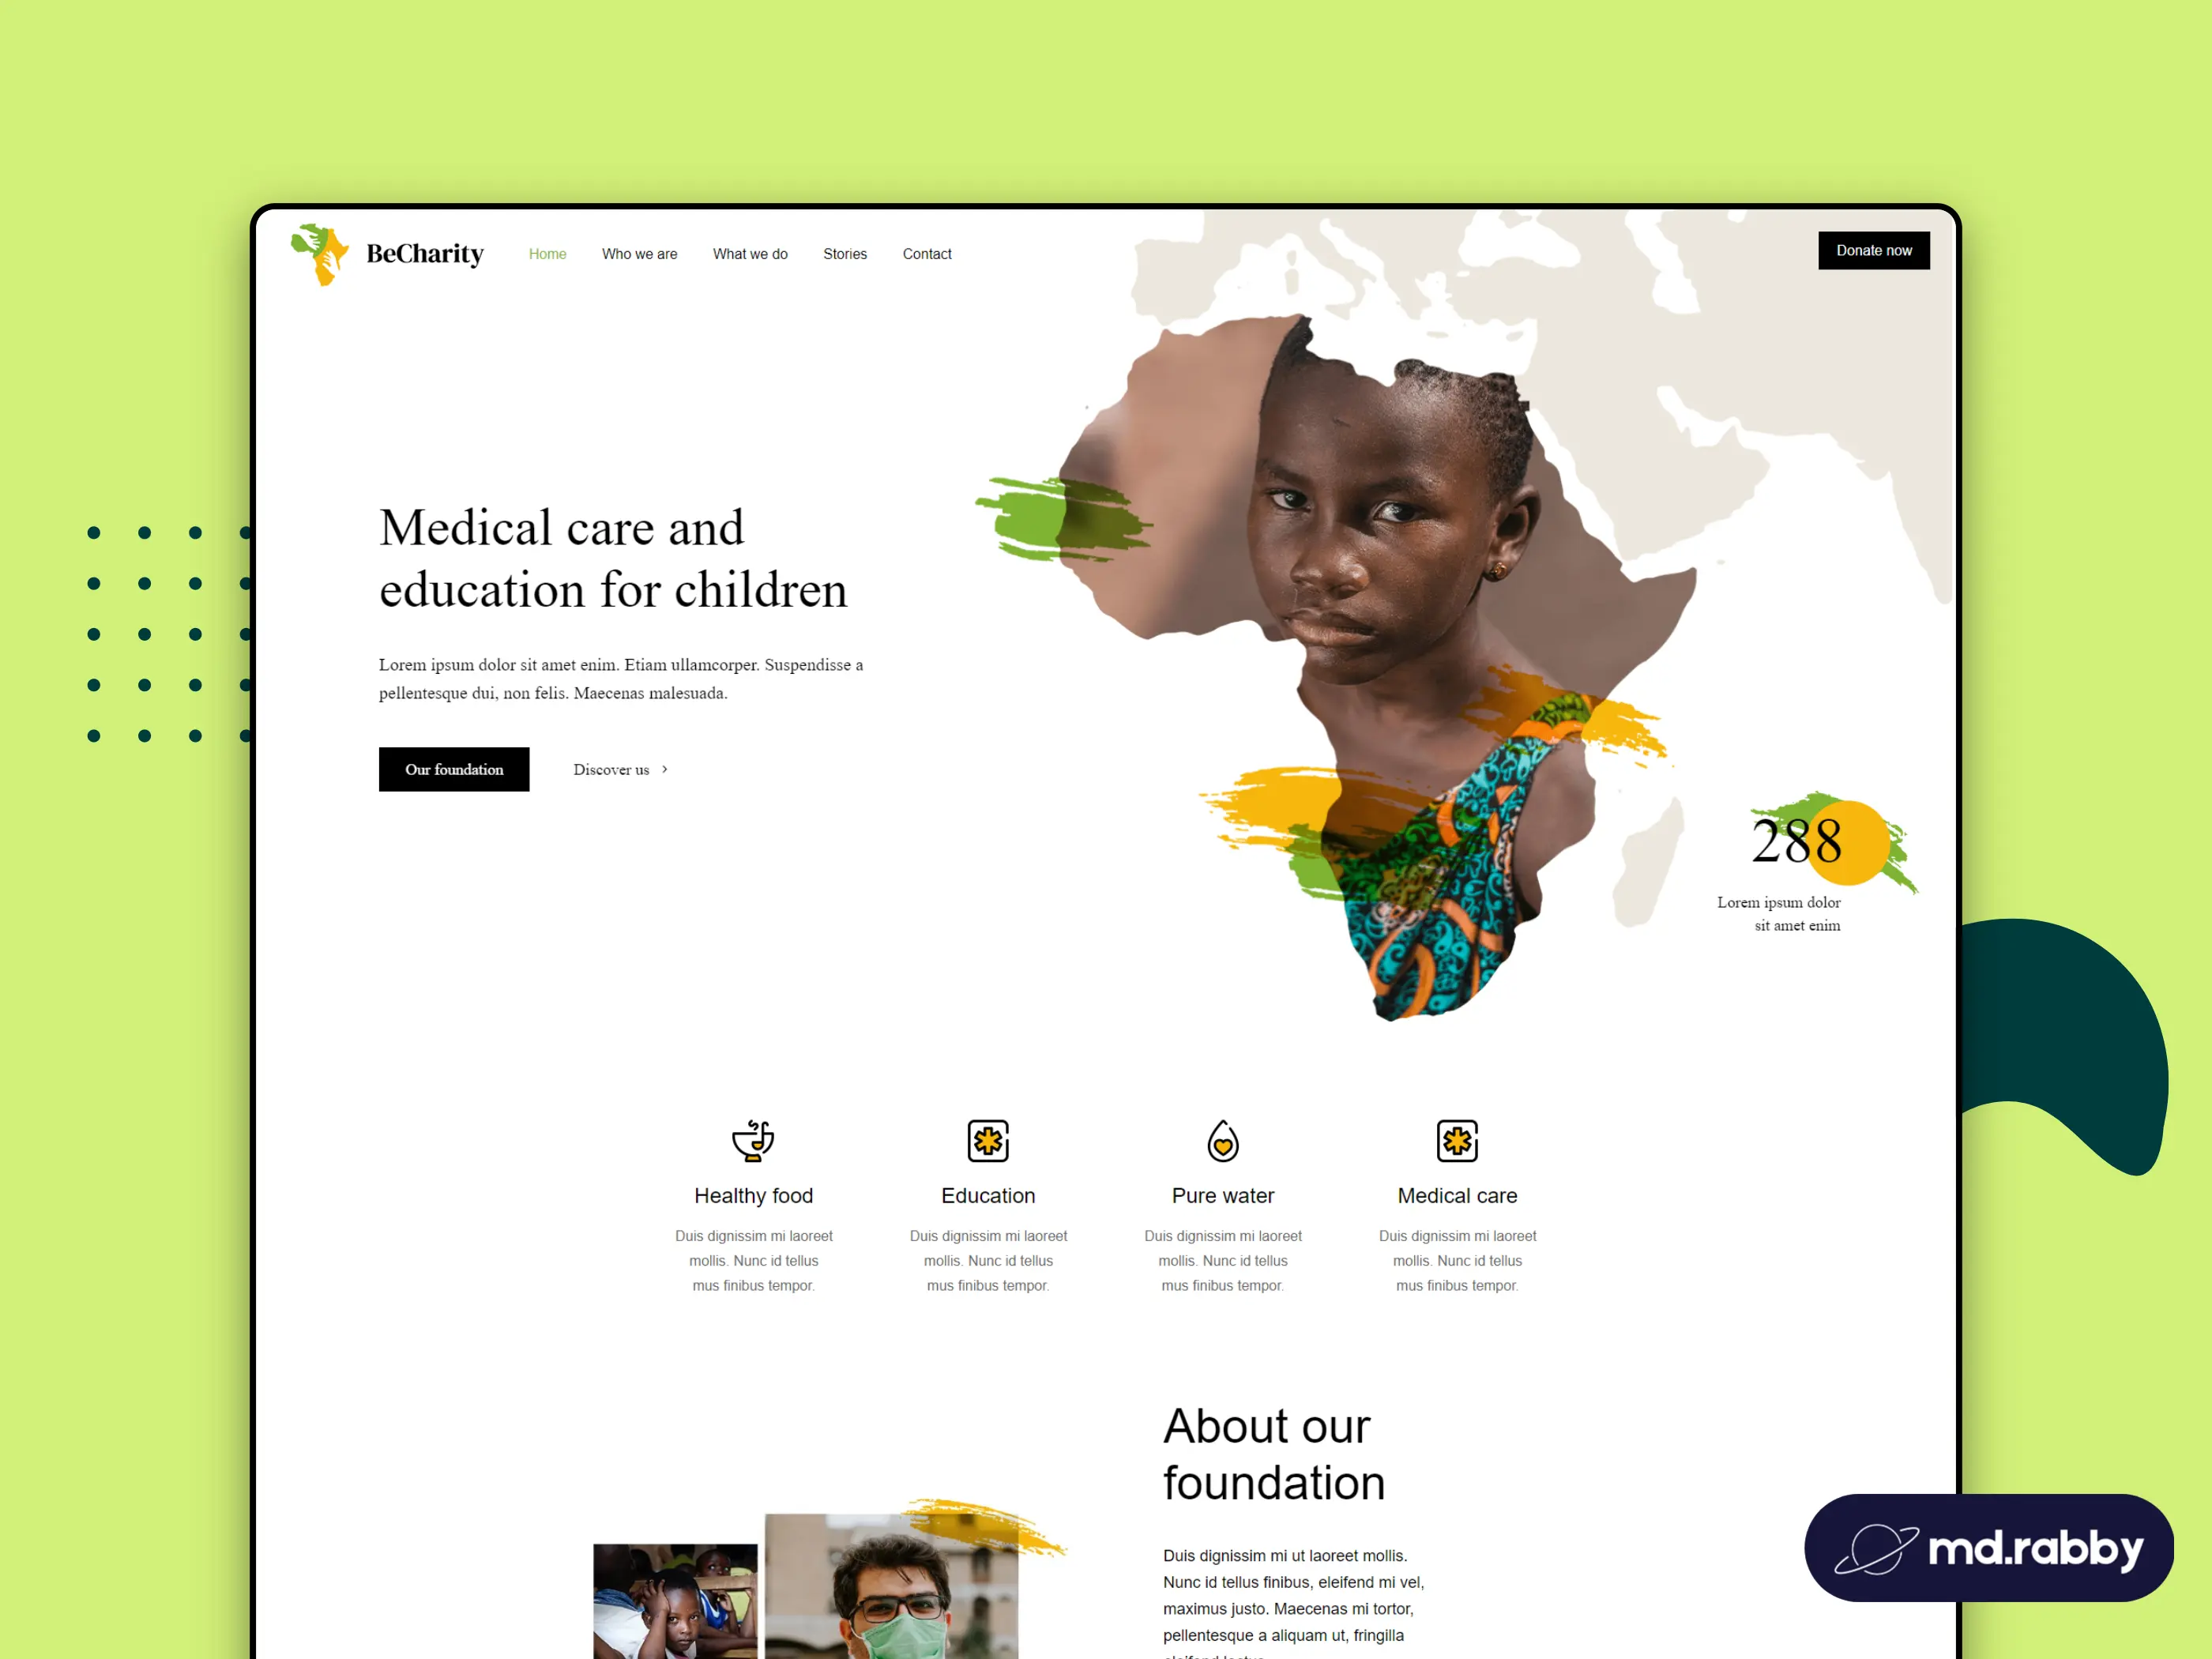 BeCharity
Home
Who we are
What we do
Stories
Contact
Donate now
Medical care and
education for children
Lorem ipsum dolor sit amet enim. Etiam ullamcorper. Suspendisse a
pellentesque dui, non felis. Maecenas malesuada.
Our foundation
Discover us
288
Lorem ipsum dolor
sit amet enim
Healthy food
Duis dignissim mi laoreet
mollis. Nunc id tellus
mus finibus tempor.
Education
Duis dignissim mi laoreet
mollis. Nunc id tellus
mus finibus tempor.
Pure water
Duis dignissim mi laoreet
mollis. Nunc id tellus
mus finibus tempor.
Medical care
Duis dignissim mi laoreet
mollis. Nunc id tellus
mus finibus tempor.
About our
foundation
Duis dignissim mi ut laoreet mollis.
Nunc id tellus finibus, eleifend mi vel,
maximus justo. Maecenas mi tortor,
pellentesque a aliquam ut, fringilla
md.rabby